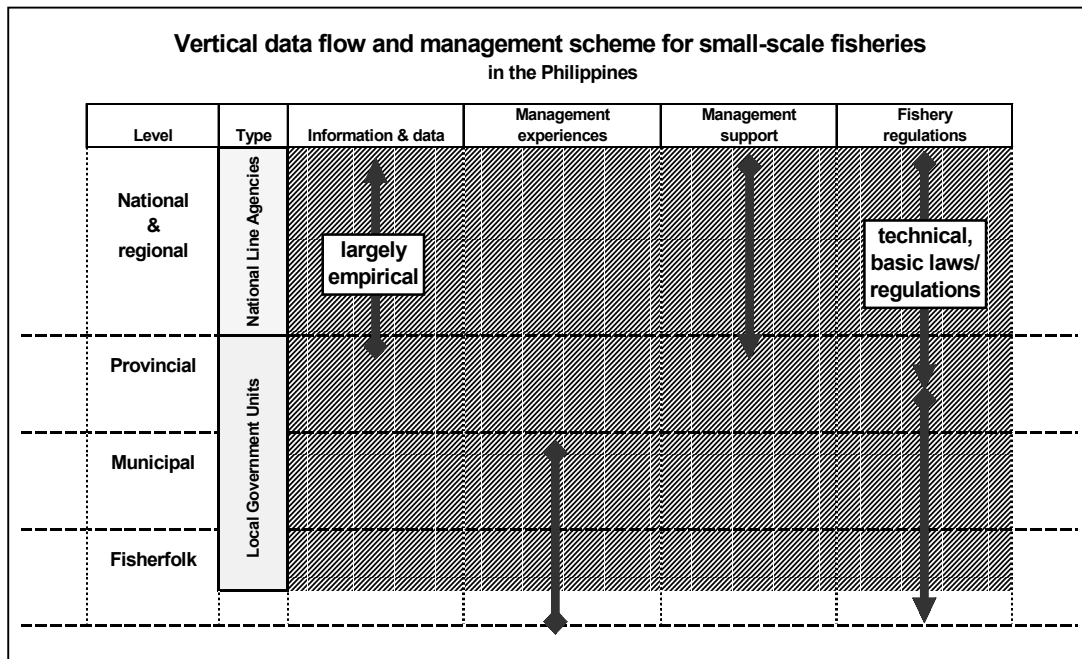 Vertical data flow and management scheme for small-scale fisheries
in the Philippines
Level
Type
Information & data
Management
experiences
Management
support
Fishery
regulations
National
&
regional
National Line Agencies
largely
empirical
technical,
basic laws/
regulations
Provincial
Local Government Units
Municipal
Fisherfolk